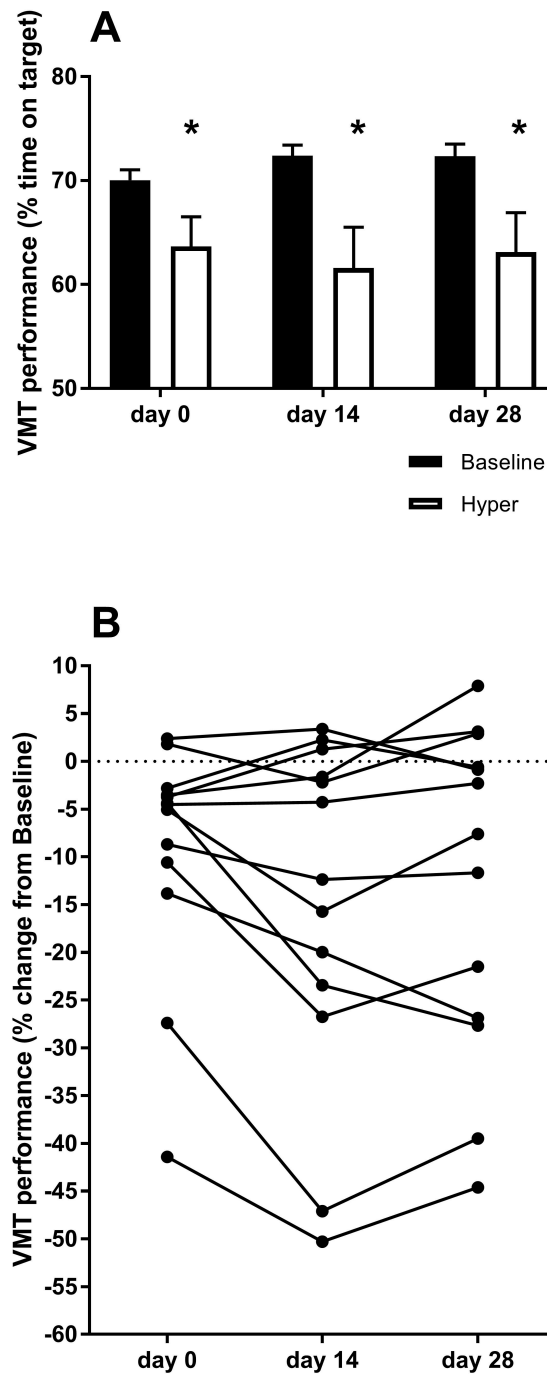 A
VMT performance (% time on target)
80
70
60
50
* * *
day 0 day 14 day 28
Baseline
Hyper
B
VMT performance (% change from Baseline)
10
5
0
-5
-10
-15
-20
-25
-30
-35
-40
-45
-50
-55
-60
day 0 day 14 day 28